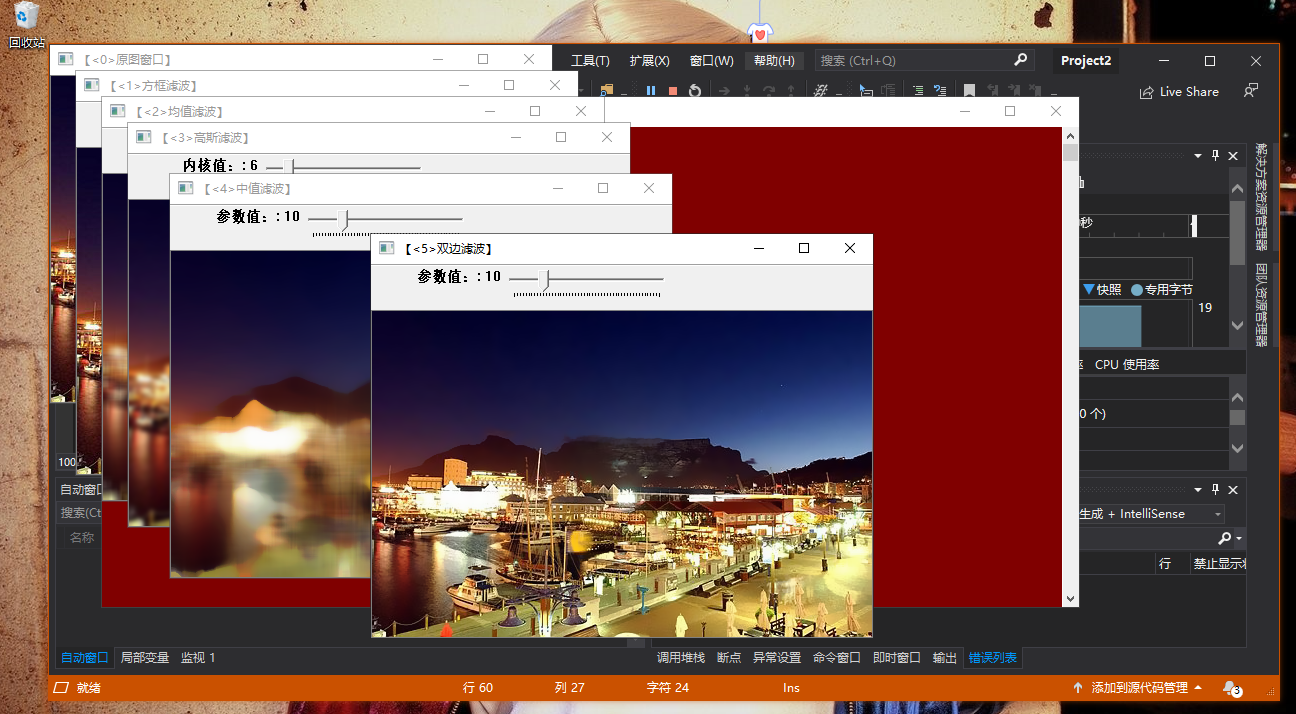 回收站
【<0>原图窗口】
工具(T) 扩展(X) 窗口(W) 帮助(H) 搜索 (Ctrl+Q) Project2
【<1>方框滤波】
Live Share
【<2>均值滤波】
【<3>高斯滤波】
内核值：: 6
【<4>中值滤波】
参数值：: 10
【<5>双边滤波】
参数值：: 10
解决方案资源管理器
团队资源管理器
秒
快照 专用字节
19
CPU 使用率
0 个)
100
自动窗口
搜索(Ct
名称
生成 + IntelliSense
行 禁止显示
自动窗口 局部变量 监视 1
调用堆栈 断点 异常设置 命令窗口 即时窗口 输出 错误列表
就绪 行 60 列 27 字符 24 Ins 添加到源代码管理 3